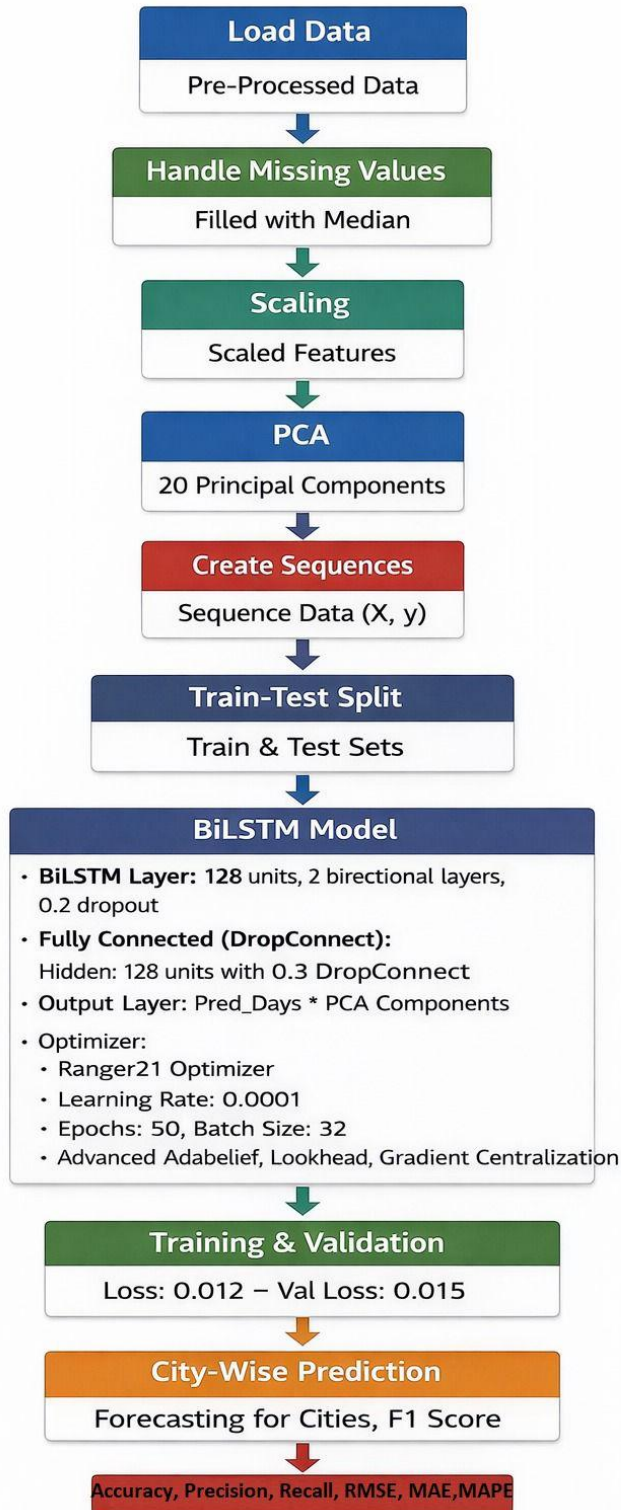 Load Data
Pre-Processed Data
Handle Missing Values
Filled with Median
Scaling
Scaled Features
PCA
20 Principal Components
Create Sequences
Sequence Data (X, y)
Train-Test Split
Train & Test Sets
BiLSTM Model
• BiLSTM Layer: 128 units, 2 birectional layers,
0.2 dropout
• Fully Connected (DropConnect):
Hidden: 128 units with 0.3 DropConnect
• Output Layer: Pred_Days * PCA Components
• Optimizer:
• Ranger21 Optimizer
• Learning Rate: 0.0001
• Epochs: 50, Batch Size: 32
• Advanced Adabelief, Lookhead, Gradient Centralization
Training & Validation
Loss: 0.012 – Val Loss: 0.015
City-Wise Prediction
Forecasting for Cities, F1 Score
Accuracy, Precision, Recall, RMSE, MAE,MAPE